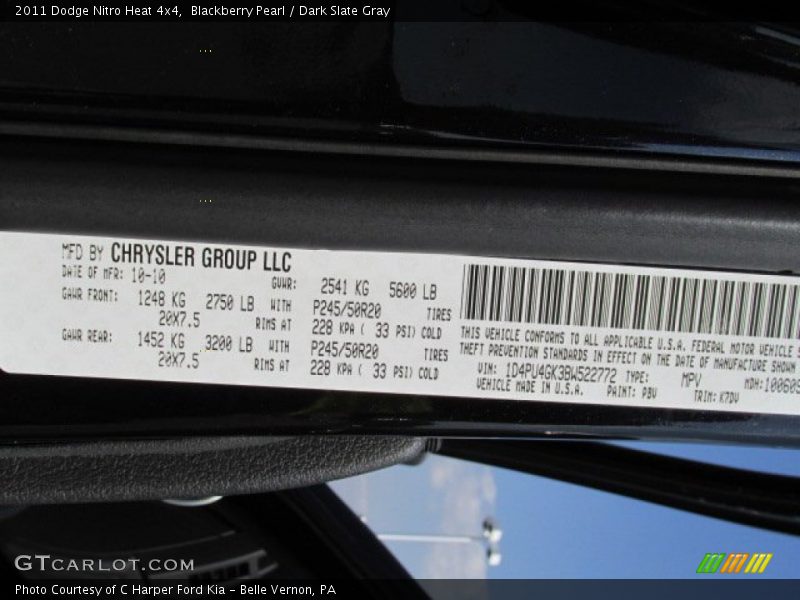 2011 Dodge Nitro Heat 4x4, Blackberry Pearl / Dark Slate Gray
MFD BY CHRYSLER GROUP LLC
DATE OF MFR: 10-10
GVWR: 2541 KG 5600 LB
GAWR FRONT: 1248 KG 2750 LB WITH P245/50R20 TIRES
20X7.5 RIMS AT 228 KPA ( 33 PSI) COLD
GAWR REAR: 1452 KG 3200 LB WITH P245/50R20 TIRES
20X7.5 RIMS AT 228 KPA ( 33 PSI) COLD
THIS VEHICLE CONFORMS TO ALL APPLICABLE U.S.A. FEDERAL MOTOR VEHICLE
THEFT PREVENTION STANDARDS IN EFFECT ON THE DATE OF MANUFACTURE
VIN: 1D4PU4GK3BW522772 TYPE: MPV MDH:
VEHICLE MADE IN U.S.A. PAINT: PBV TRIM: K7DV
GTCARLOT.COM
Photo Courtesy of C Harper Ford Kia - Belle Vernon, PA